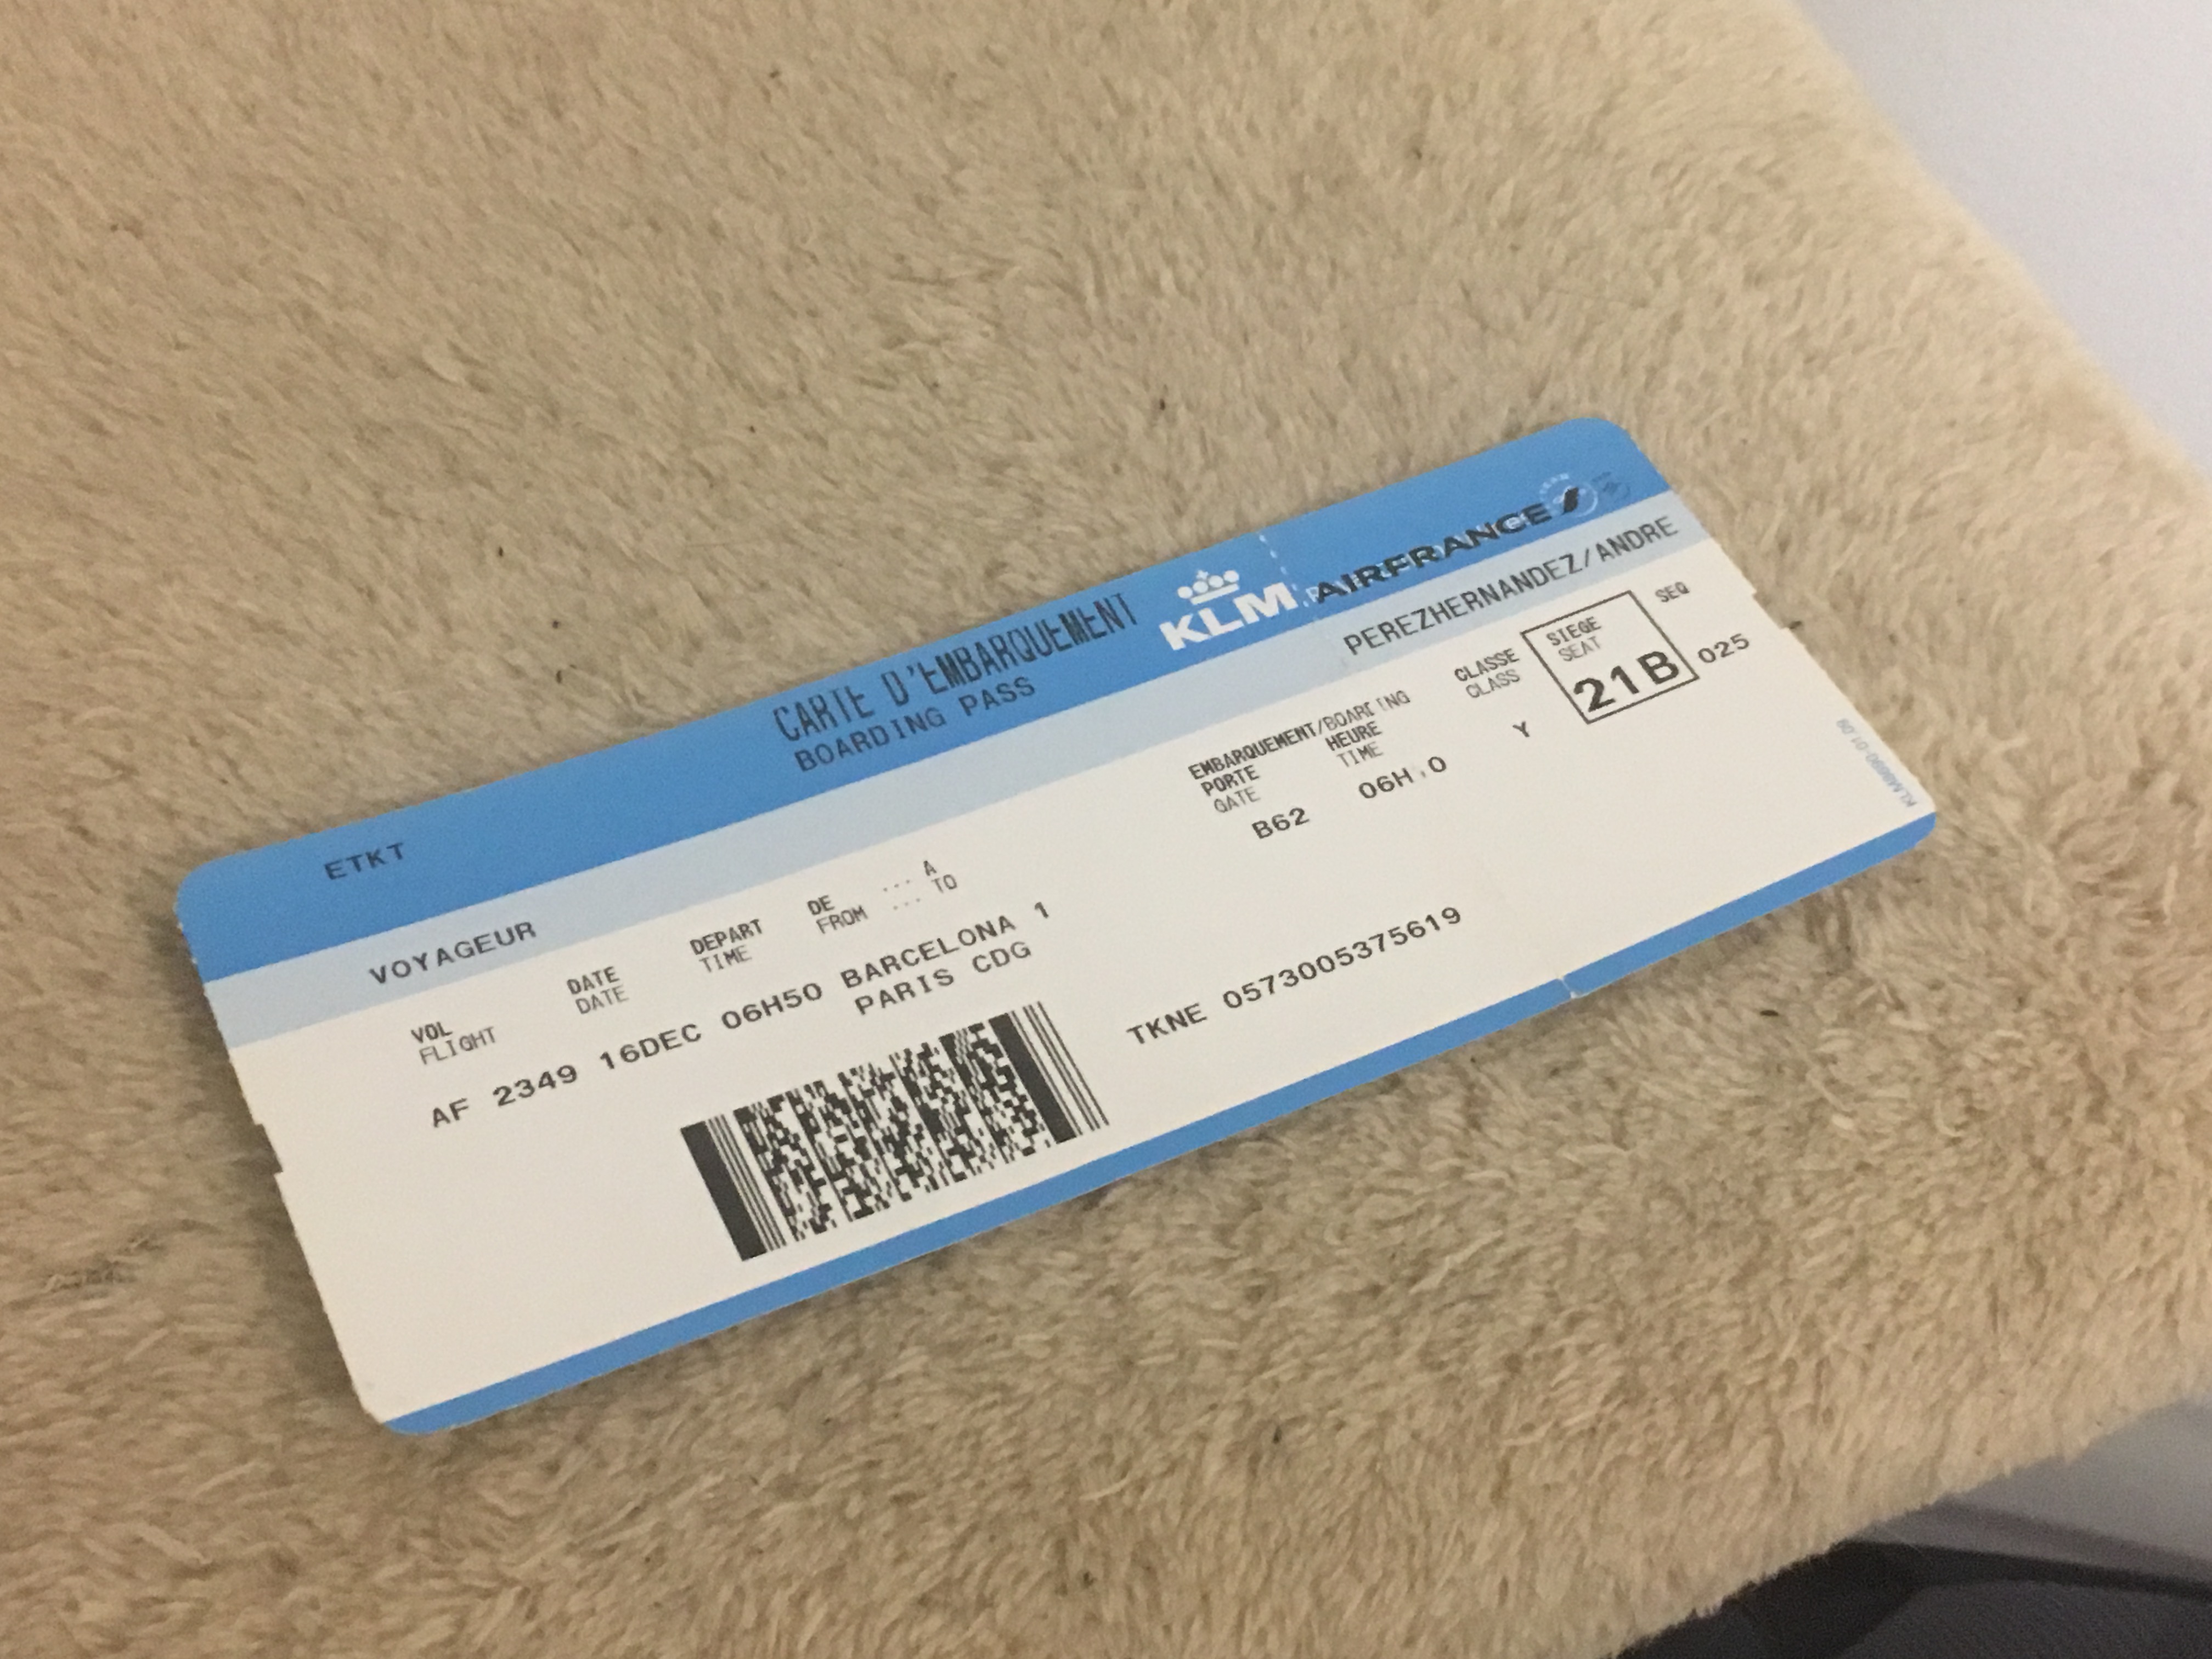 CARTE D'EMBARQUEMENT
BOARDING PASS
KLM
AIRFRANCE
ETKT
VOYAGEUR
PEREZHERNANDEZ/ANDRE
VOL DATE DEPART DE ... A
FLIGHT DATE TIME FROM ... TO
AF 2349 16DEC 06H50 BARCELONA 1
PARIS CDG
EMBARQUEMENT/BOARDING
PORTE HEURE CLASSE SIEGE SEQ
GATE TIME CLASS SEAT
B62 Y 21B 025
TKNE 0573005375619